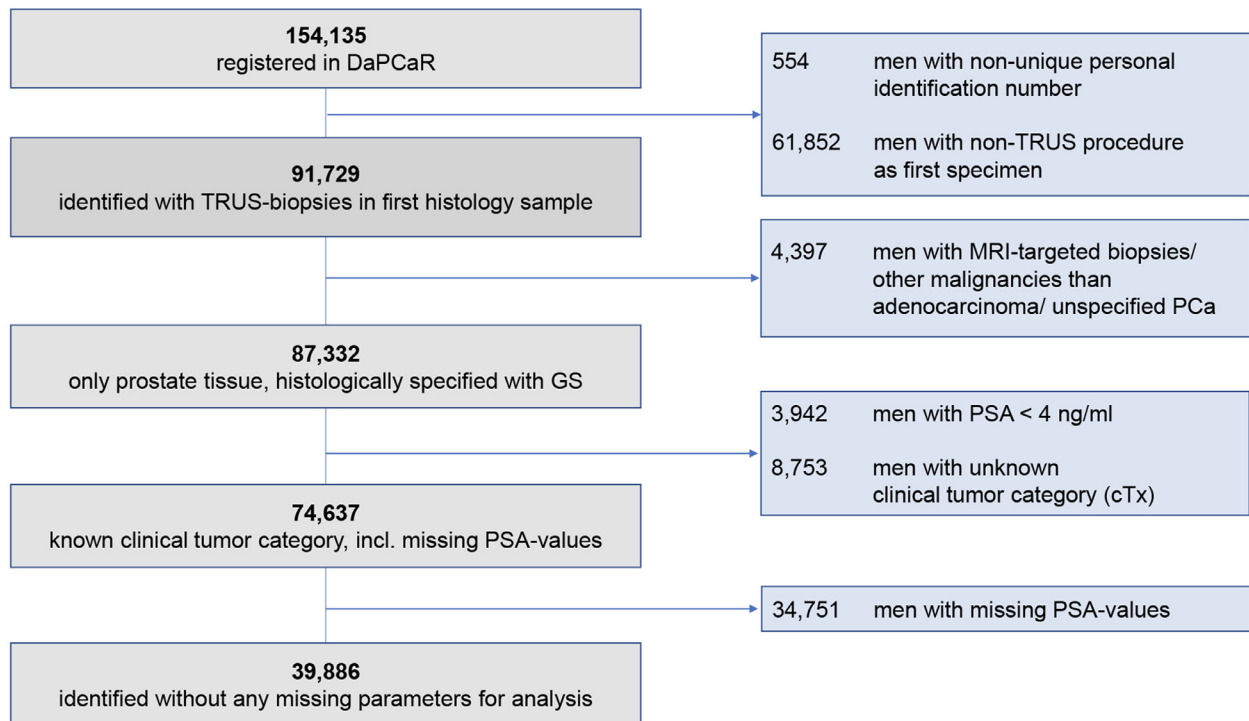 154,135
registered in DaPCaR
554 men with non-unique personal
identification number
61,852 men with non-TRUS procedure
as first specimen
91,729
identified with TRUS-biopsies in first histology sample
4,397 men with MRI-targeted biopsies/
other malignancies than
adenocarcinoma/ unspecified PCa
87,332
only prostate tissue, histologically specified with GS
3,942 men with PSA < 4 ng/ml
8,753 men with unknown
clinical tumor category (cTx)
74,637
known clinical tumor category, incl. missing PSA-values
34,751 men with missing PSA-values
39,886
identified without any missing parameters for analysis